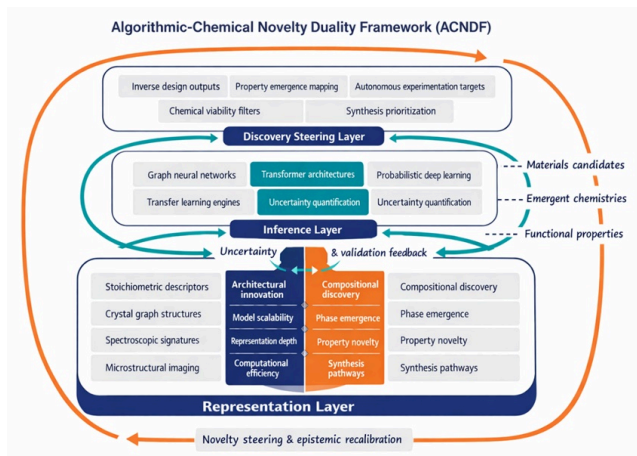 Algorithmic-Chemical Novelty Duality Framework (ACNDF)
Inverse design outputs
Property emergence mapping
Autonomous experimentation targets
Chemical viability filters
Synthesis prioritization
Discovery Steering Layer
Graph neural networks
Transformer architectures
Probabilistic deep learning
Transfer learning engines
Uncertainty quantification
Uncertainty quantification
Inference Layer
Materials candidates
Emergent chemistries
Functional properties
Uncertainty
& validation feedback
Stoichiometric descriptors
Architectural
innovation
Compositional
discovery
Compositional discovery
Crystal graph structures
Model scalability
Phase emergence
Phase emergence
Spectroscopic signatures
Representation depth
Property novelty
Property novelty
Microstructural imaging
Computational
efficiency
Synthesis
pathways
Synthesis pathways
Representation Layer
Novelty steering & epistemic recalibration